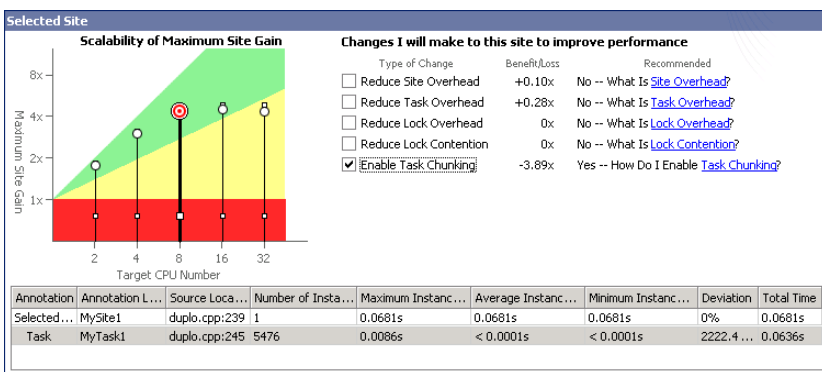 Selected Site
Scalability of Maximum Site Gain
8x
4x
2x
1x
Maximum Site Gain
2 4 8 16 32
Target CPU Number
Changes I will make to this site to improve performance
Type of Change Benefit/Loss Recommended
Reduce Site Overhead +0.10x No -- What Is Site Overhead?
Reduce Task Overhead +0.28x No -- What Is Task Overhead?
Reduce Lock Overhead 0x No -- What Is Lock Overhead?
Reduce Lock Contention 0x No -- What Is Lock Contention?
Enable Task Chunking -3.89x Yes -- How Do I Enable Task Chunking?
Annotation Annotation L... Source Loca... Number of Insta... Maximum Instanc... Average Instanc... Minimum Instanc... Deviation Total Time
Selected... MySite1 duplo.cpp:239 1 0.0681s 0.0681s 0.0681s 0% 0.0681s
Task MyTask1 duplo.cpp:245 5476 0.0086s < 0.0001s < 0.0001s 2222.4... 0.0636s